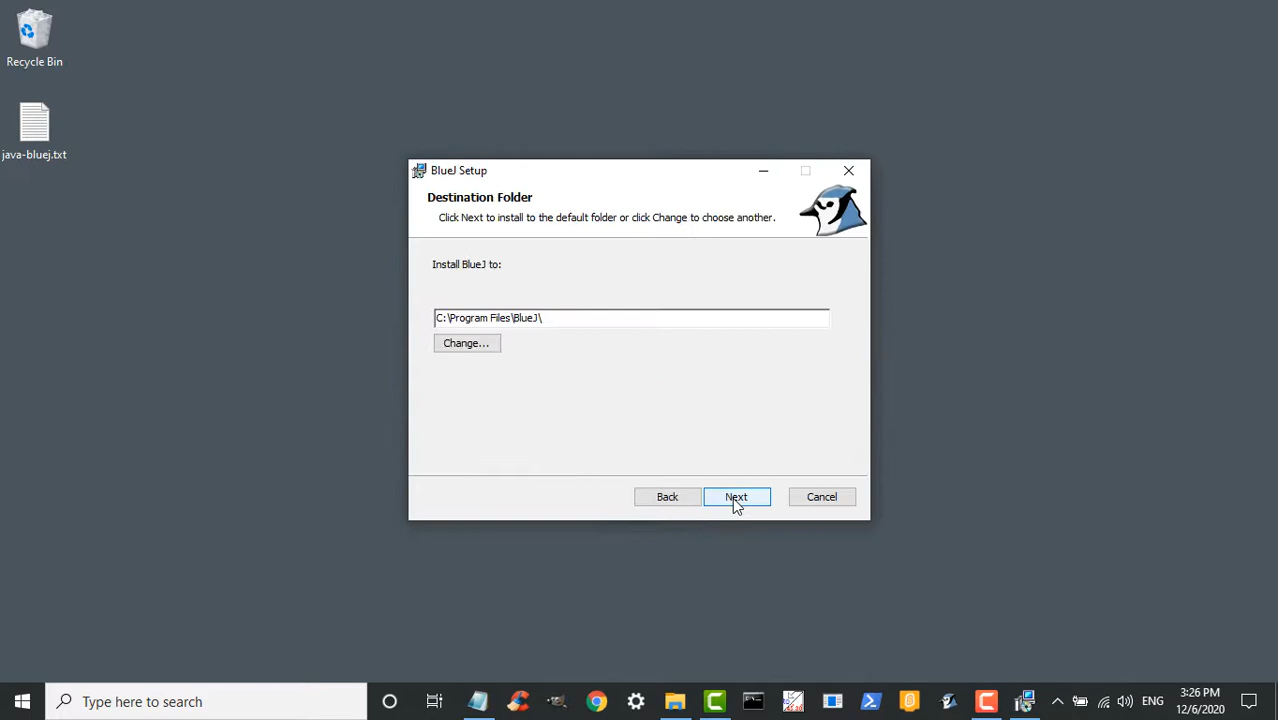 Recycle Bin
java-bluej.txt
BlueJ Setup
Destination Folder
Click Next to install to the default folder or click Change to choose another.
Install BlueJ to:
C:\Program Files\BlueJ\
Change...
Back
Next
Cancel
Type here to search
ENG
3:26 PM
12/6/2020